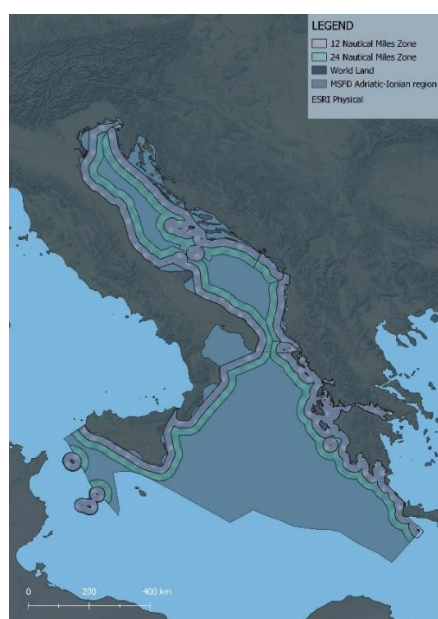 LEGEND
12 Nautical Miles Zone
24 Nautical Miles Zone
World Land
MSFD Adriatic-Ionian region
ESRI Physical
0 200 400 km